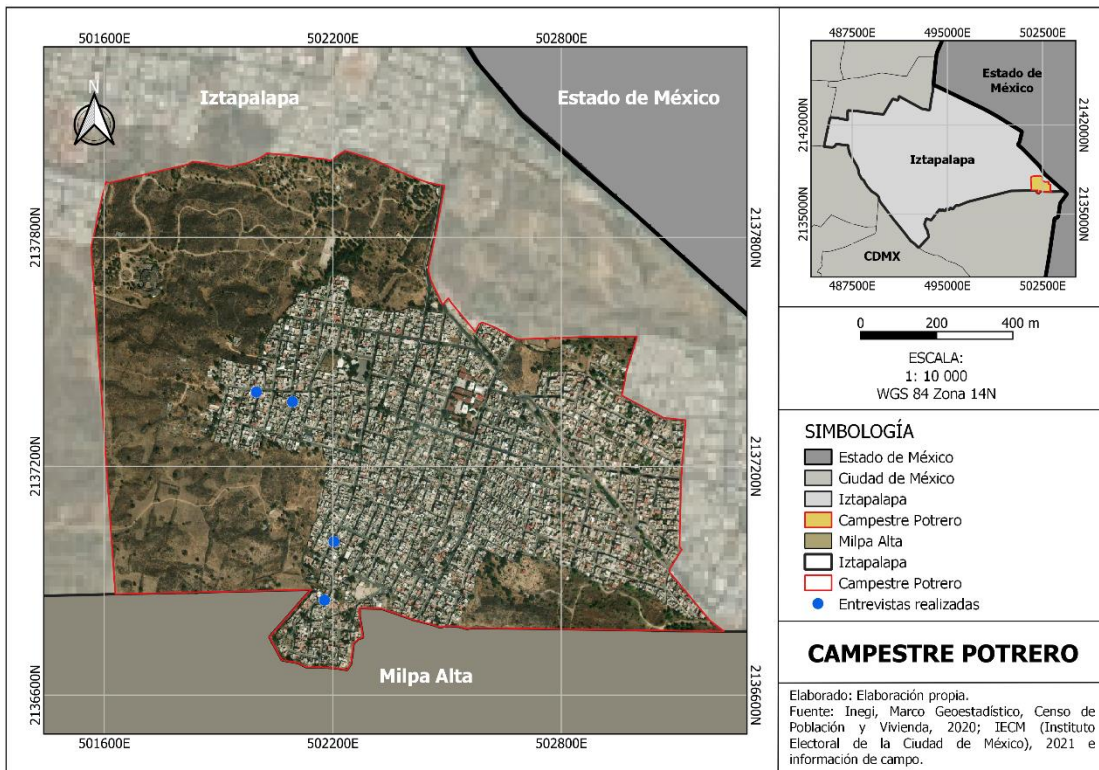 501600E 502200E 502800E
N
Iztapalapa
Estado de México
2137800N
2137800N
2137200N
2137200N
2136600N
2136600N
Milpa Alta
501600E 502200E 502800E
487500E 495000E 502500E
Estado de
México
2142000N
2142000N
Iztapalapa
2135000N
2135000N
CDMX
487500E 495000E 502500E
0 200 400 m
ESCALA:
1: 10 000
WGS 84 Zona 14N
SIMBOLOGÍA
Estado de México
Ciudad de México
Iztapalapa
Campestre Potrero
Milpa Alta
Iztapalapa
Campestre Potrero
Entrevistas realizadas
CAMPESTRE POTRERO
Elaborado: Elaboración propia.
Fuente: Inegi, Marco Geoestadístico, Censo de
Población y Vivienda, 2020; IECM (Instituto
Electoral de la Ciudad de México), 2021 e
información de campo.